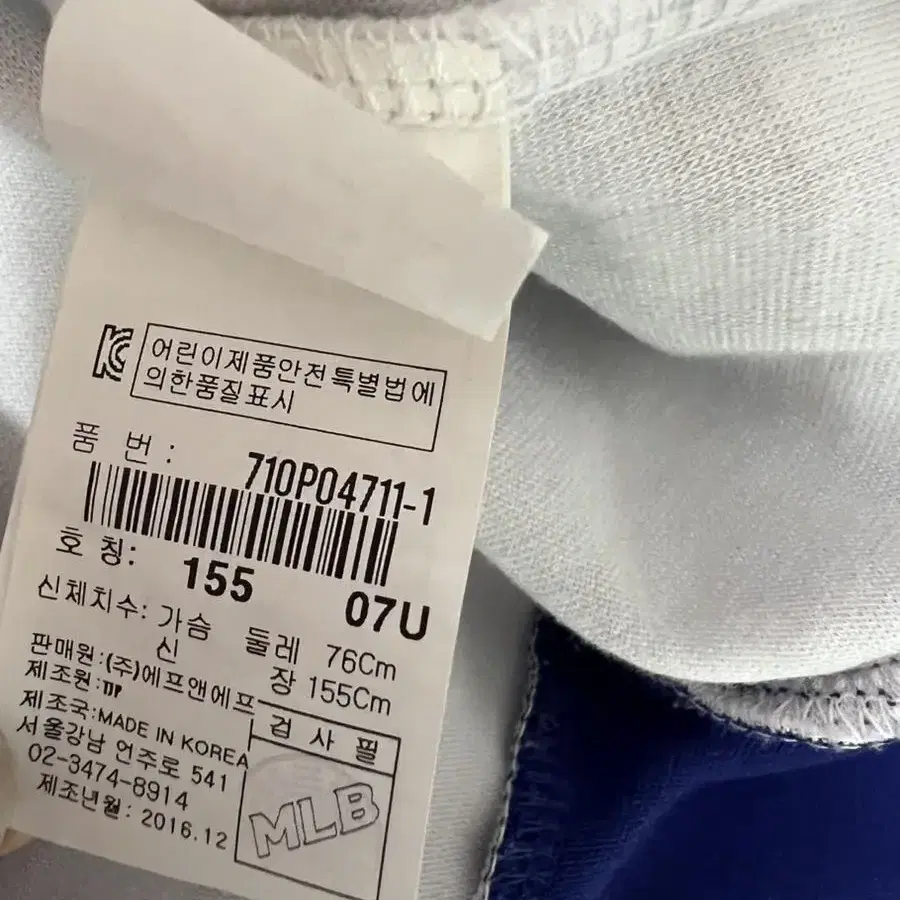 KC 어린이제품안전특별법에
의한품질표시
품 번: 710P04711-1
호 칭: 155 07U
신체치수: 가슴 둘레 76Cm
신 장 155Cm
판매원:(주)에프앤에프
제조원:
제조국:MADE IN KOREA
서울강남 언주로 541
02-3474-8914
제조년월: 2016.12
검 사 필
MLB